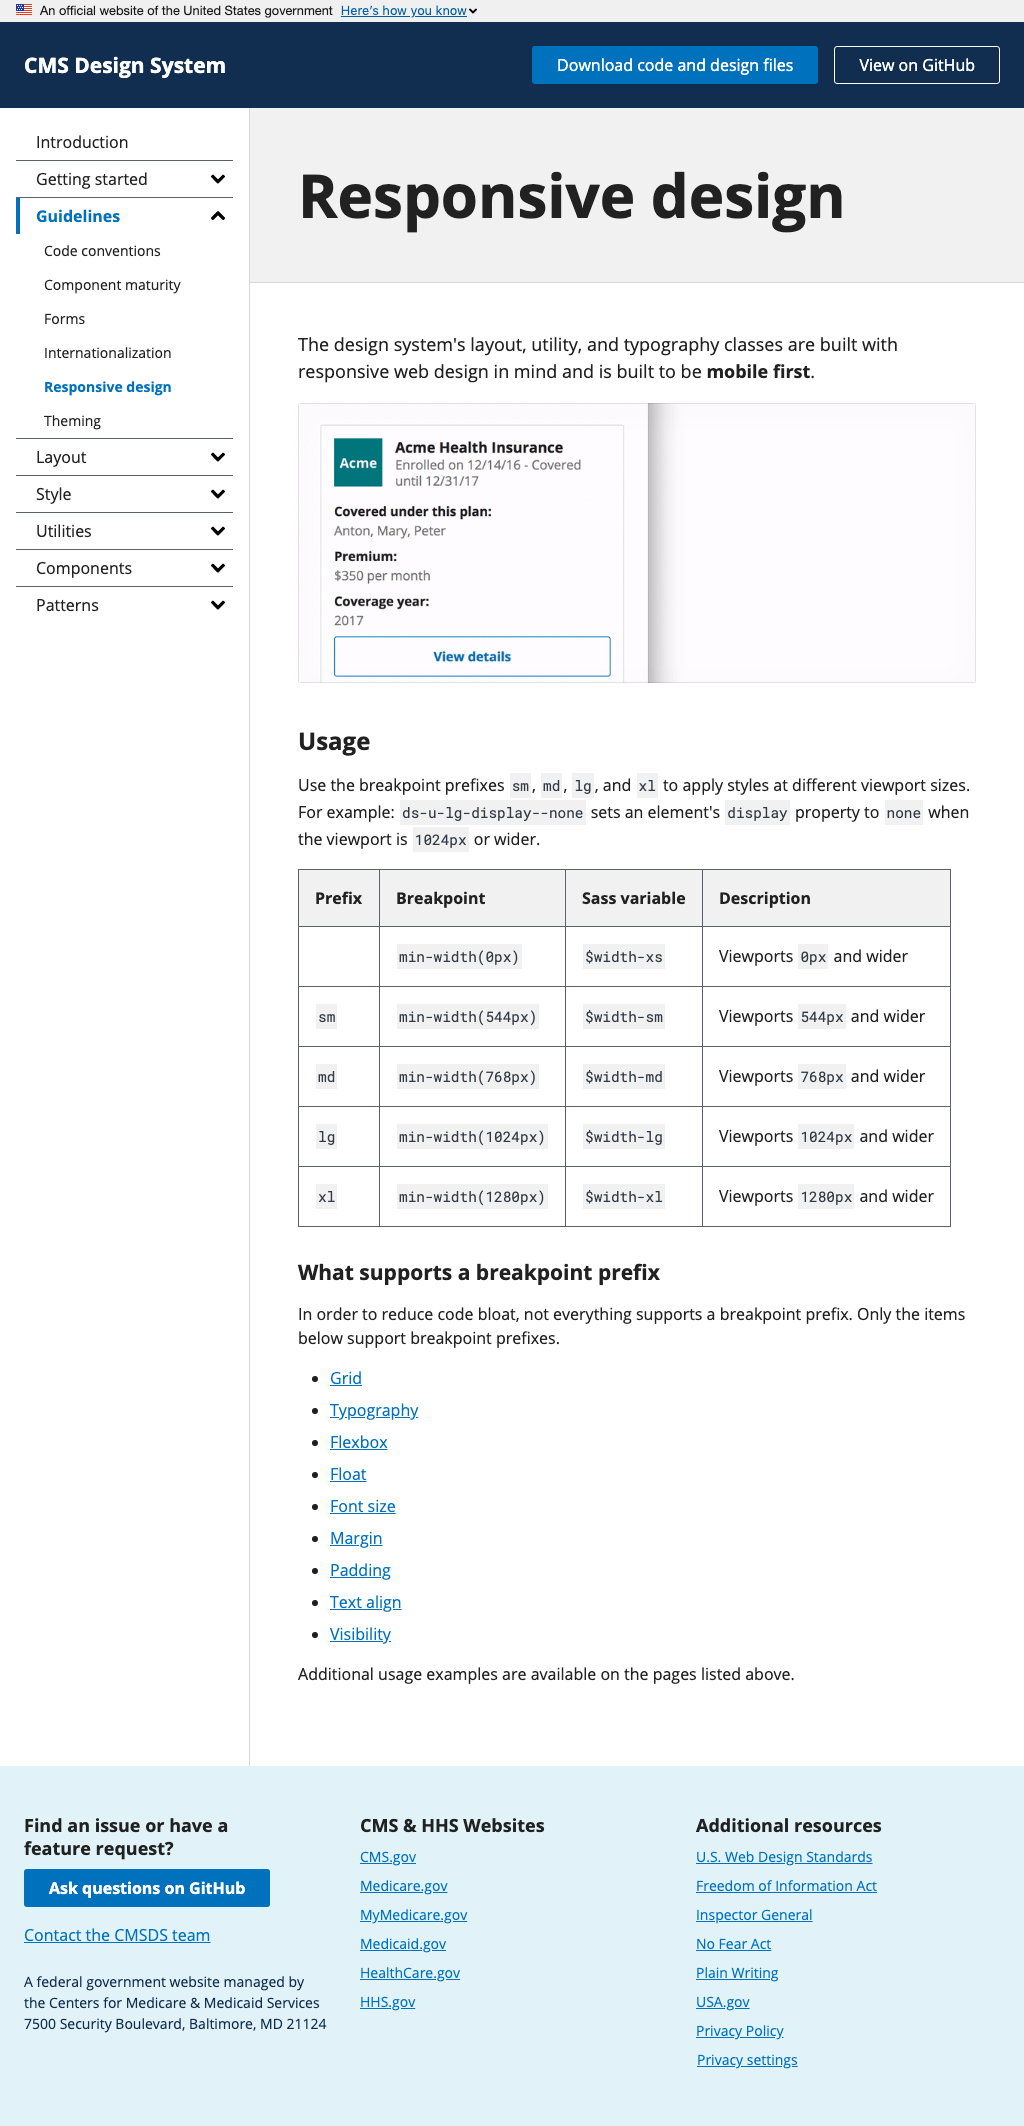 An official website of the United States government Here's how you know
CMS Design System
Download code and design files
View on GitHub
Introduction
Getting started
Guidelines
Code conventions
Component maturity
Forms
Internationalization
Responsive design
Theming
Layout
Style
Utilities
Components
Patterns
Responsive design
The design system's layout, utility, and typography classes are built with
responsive web design in mind and is built to be mobile first.
Acme
Acme Health Insurance
Enrolled on 12/14/16 - Covered
until 12/31/17
Covered under this plan:
Anton, Mary, Peter
Premium:
$350 per month
Coverage year:
2017
View details
Usage
Use the breakpoint prefixes sm, md, lg, and xl to apply styles at different viewport sizes.
For example: ds-u-lg-display--none sets an element's display property to none when
the viewport is 1024px or wider.
Prefix Breakpoint Sass variable Description
min-width(0px) $width-xs Viewports 0px and wider
sm min-width(544px) $width-sm Viewports 544px and wider
md min-width(768px) $width-md Viewports 768px and wider
lg min-width(1024px) $width-lg Viewports 1024px and wider
xl min-width(1280px) $width-xl Viewports 1280px and wider
What supports a breakpoint prefix
In order to reduce code bloat, not everything supports a breakpoint prefix. Only the items
below support breakpoint prefixes.
Grid
Typography
Flexbox
Float
Font size
Margin
Padding
Text align
Visibility
Additional usage examples are available on the pages listed above.
Find an issue or have a
feature request?
Ask questions on GitHub
Contact the CMSDS team
A federal government website managed by
the Centers for Medicare & Medicaid Services
7500 Security Boulevard, Baltimore, MD 21124
CMS & HHS Websites
CMS.gov
Medicare.gov
MyMedicare.gov
Medicaid.gov
HealthCare.gov
HHS.gov
Additional resources
U.S. Web Design Standards
Freedom of Information Act
Inspector General
No Fear Act
Plain Writing
USA.gov
Privacy Policy
Privacy settings